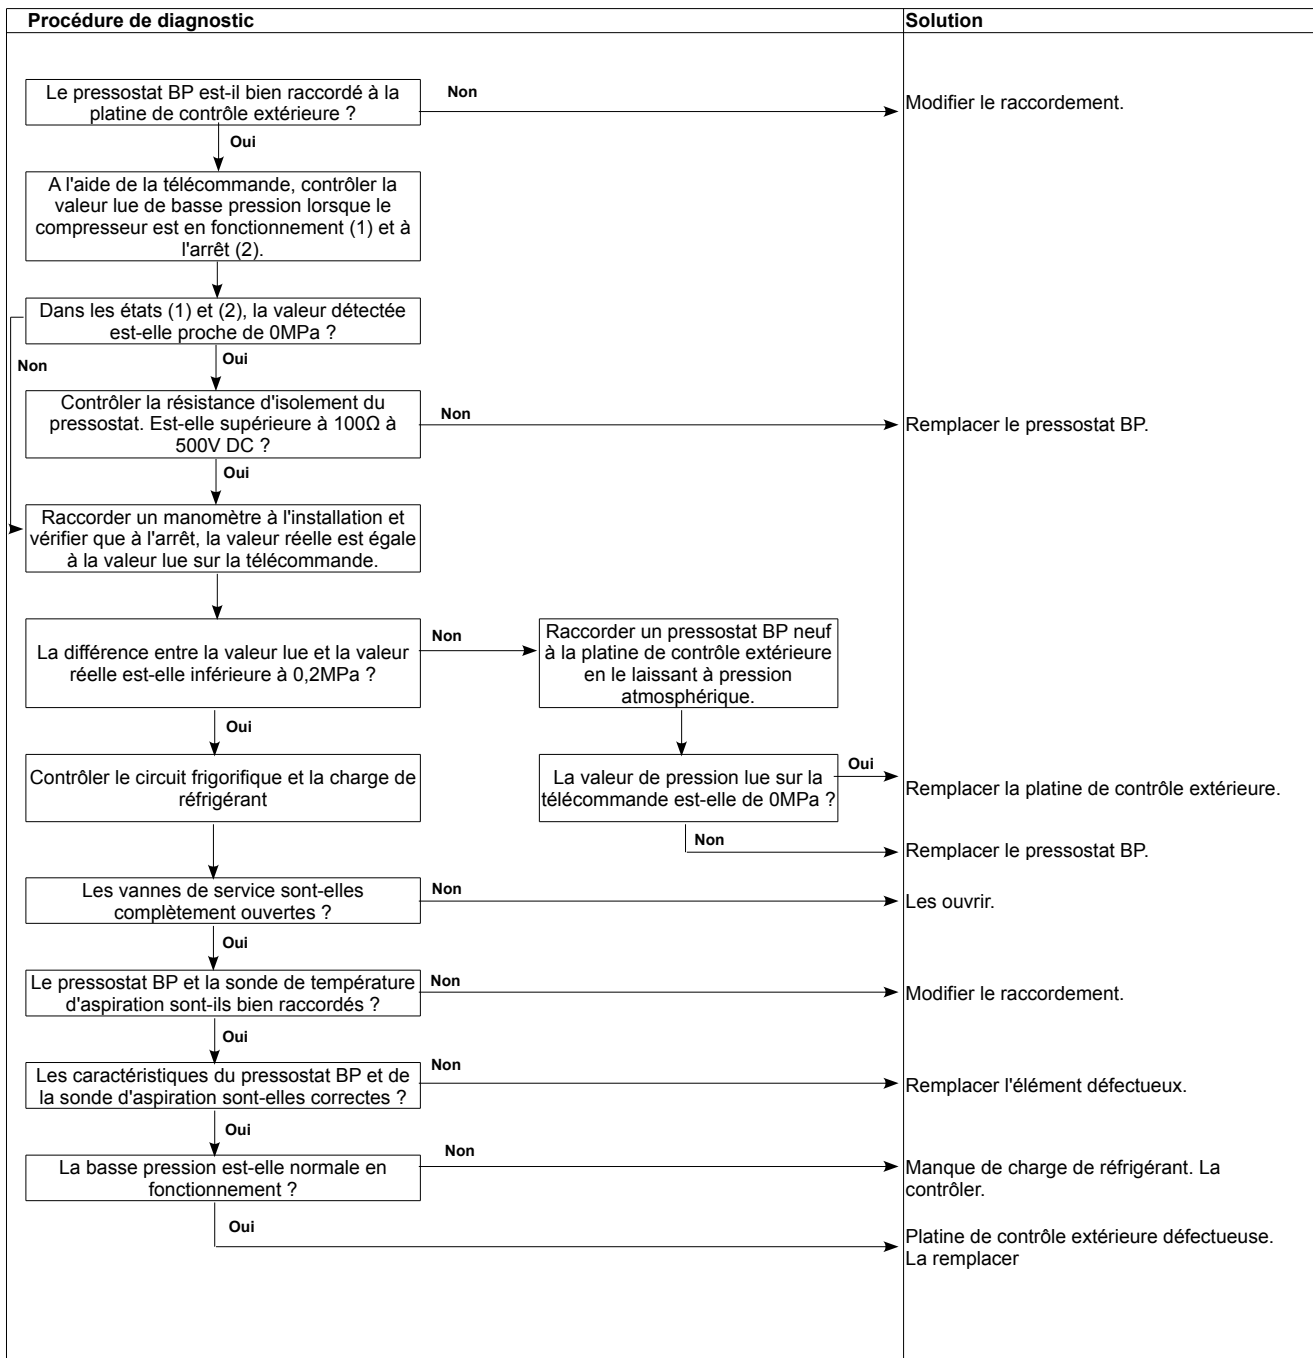 Procédure de diagnostic
Solution
Le pressostat BP est-il bien raccordé à la
platine de contrôle extérieure ?
Non
Modifier le raccordement.
Oui
A l'aide de la télécommande, contrôler la
valeur lue de basse pression lorsque le
compresseur est en fonctionnement (1) et à
l'arrêt (2).
Dans les états (1) et (2), la valeur détectée
est-elle proche de 0MPa ?
Non
Oui
Contrôler la résistance d'isolement du
pressostat. Est-elle supérieure à 100Ω à
500V DC ?
Non
Remplacer le pressostat BP.
Oui
Raccorder un manomètre à l'installation et
vérifier que à l'arrêt, la valeur réelle est égale
à la valeur lue sur la télécommande.
La différence entre la valeur lue et la valeur
réelle est-elle inférieure à 0,2MPa ?
Non
Raccorder un pressostat BP neuf
à la platine de contrôle extérieure
en le laissant à pression
atmosphérique.
Oui
Contrôler le circuit frigorifique et la charge de
réfrigérant
La valeur de pression lue sur la
télécommande est-elle de 0MPa ?
Oui
Remplacer la platine de contrôle extérieure.
Non
Remplacer le pressostat BP.
Les vannes de service sont-elles
complètement ouvertes ?
Non
Les ouvrir.
Oui
Le pressostat BP et la sonde de température
d'aspiration sont-ils bien raccordés ?
Non
Modifier le raccordement.
Oui
Les caractéristiques du pressostat BP et de
la sonde d'aspiration sont-elles correctes ?
Non
Remplacer l'élément défectueux.
Oui
La basse pression est-elle normale en
fonctionnement ?
Non
Manque de charge de réfrigérant. La
contrôler.
Oui
Platine de contrôle extérieure défectueuse.
La remplacer